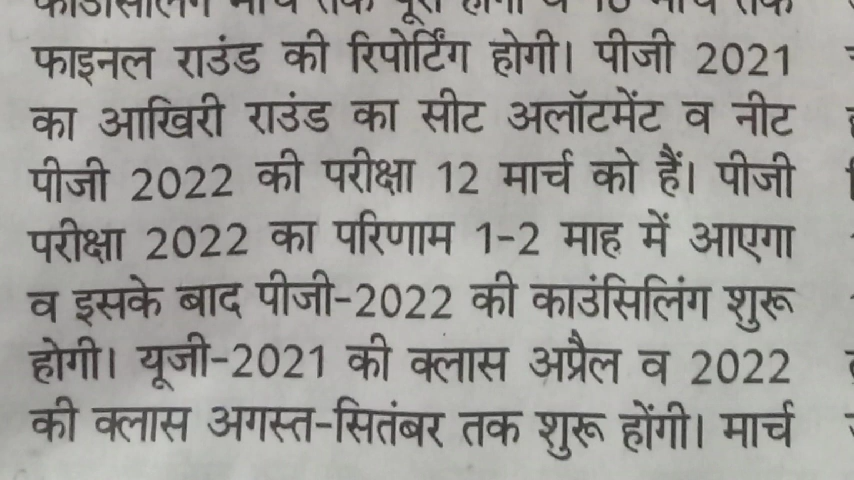 फाइनल राउंड की रिपोर्टिंग होगी। पीजी 2021
का आखिरी राउंड का सीट अलॉटमेंट व नीट
पीजी 2022 की परीक्षा 12 मार्च को हैं। पीजी
परीक्षा 2022 का परिणाम 1-2 माह में आएगा
व इसके बाद पीजी-2022 की काउंसिलिंग शुरू
होगी। यूजी-2021 की क्लास अप्रैल व 2022
की क्लास अगस्त-सितंबर तक शुरू होंगी। मार्च